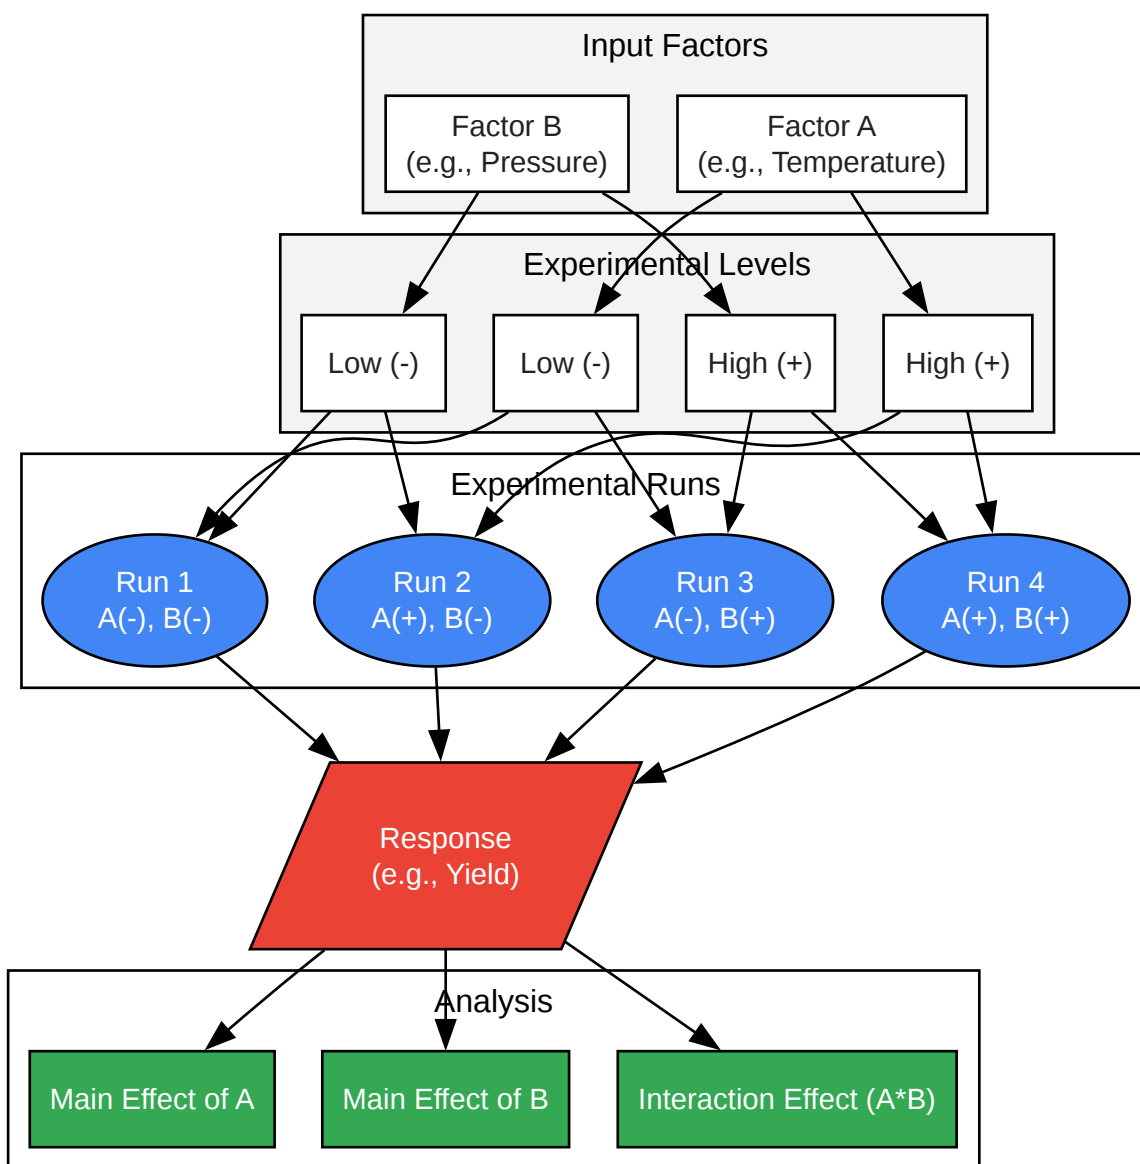 Input Factors
Factor B
(e.g., Pressure)
Factor A
(e.g., Temperature)
Experimental Levels
Low (-)
Low (-)
High (+)
High (+)
Experimental Runs
Run 1
A(-), B(-)
Run 2
A(+), B(-)
Run 3
A(-), B(+)
Run 4
A(+), B(+)
Response
(e.g., Yield)
Analysis
Main Effect of A
Main Effect of B
Interaction Effect (A*B)